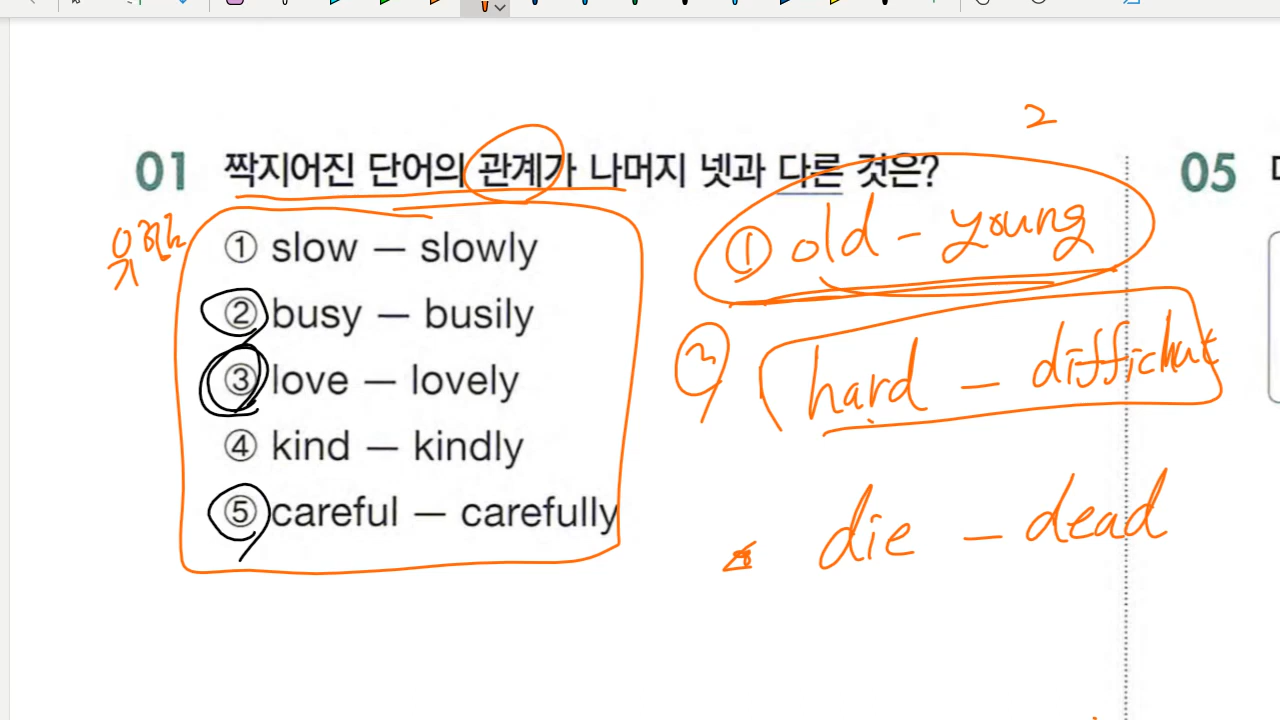 2
01 짝지어진 단어의 관계가 나머지 넷과 다른 것은?
① slow — slowly
② busy — busily
③ love — lovely
④ kind — kindly
⑤ careful — carefully
① old - young
② hard - difficult
die - dead
05